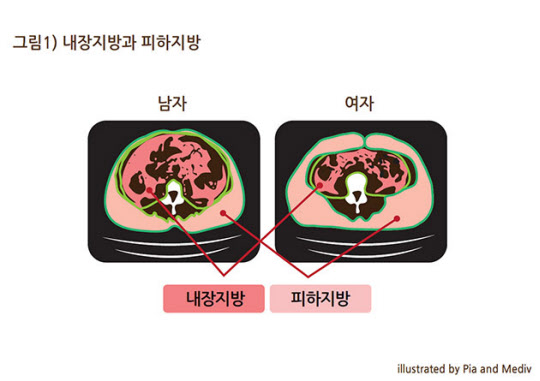 그림1) 내장지방과 피하지방
남자
여자
내장지방
피하지방
illustrated by Pia and Mediv